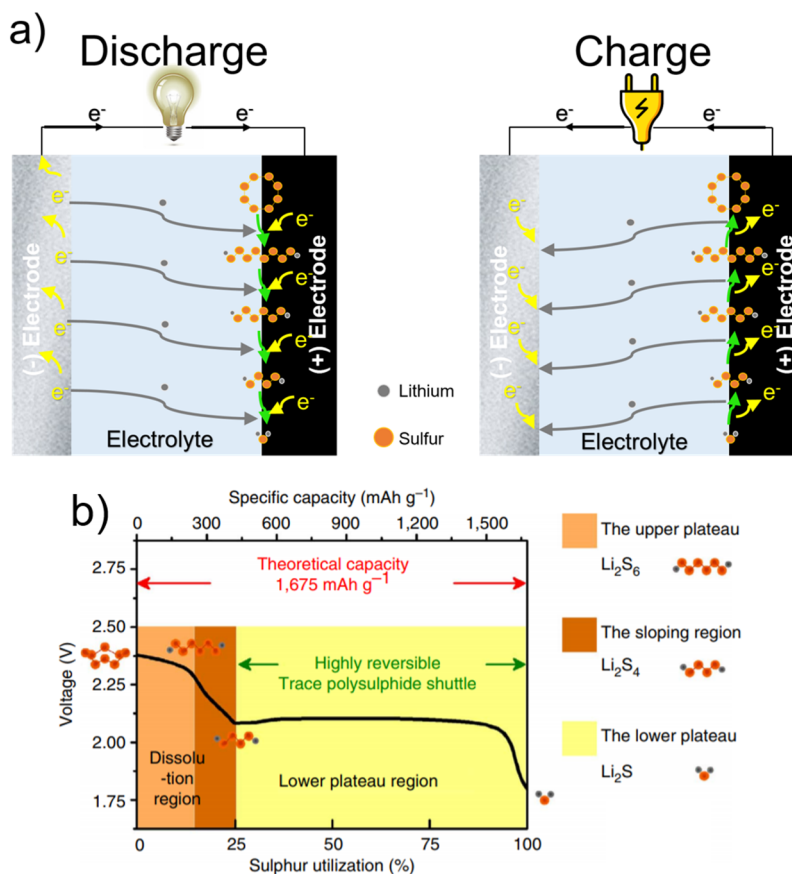 a)
Discharge
Charge
e-
e-
e-
e-
(-) Electrode
e-
e-
e-
e-
e-
e-
e-
e-
(+) Electrode
Electrolyte
Lithium
Sulfur
(-) Electrode
e-
e-
e-
e-
e-
e-
e-
e-
(+) Electrode
Electrolyte
b)
Specific capacity (mAh g⁻¹)
0 300 600 900 1,200 1,500
Theoretical capacity
1,675 mAh g⁻¹
Highly reversible
Trace polysulphide shuttle
Dissolu
-tion
region
Lower plateau region
Voltage (V)
2.75
2.50
2.25
2.00
1.75
0 25 50 75 100
Sulphur utilization (%)
The upper plateau
Li₂S₆
The sloping region
Li₂S₄
The lower plateau
Li₂S